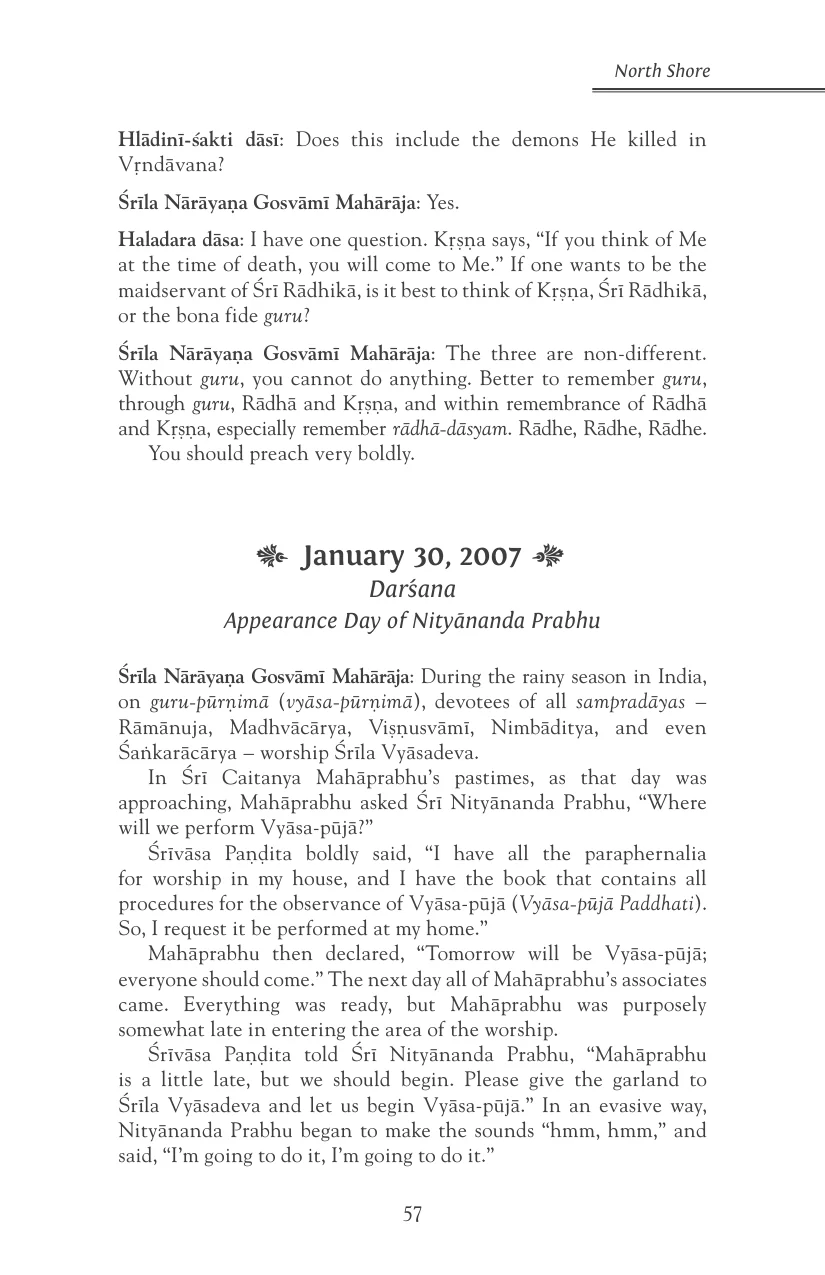 North Shore
Hlādinī-śakti dāsī: Does this include the demons He killed in
Vṛndāvana?
Śrīla Nārāyaṇa Gosvāmī Mahārāja: Yes.
Haladara dāsa: I have one question. Kṛṣṇa says, “If you think of Me
at the time of death, you will come to Me.” If one wants to be the
maidservant of Śrī Rādhikā, is it best to think of Kṛṣṇa, Śrī Rādhikā,
or the bona fide guru?
Śrīla Nārāyaṇa Gosvāmī Mahārāja: The three are non-different.
Without guru, you cannot do anything. Better to remember guru,
through guru, Rādhā and Kṛṣṇa, and within remembrance of Rādhā
and Kṛṣṇa, especially remember rādhā-dāsyam. Rādhe, Rādhe, Rādhe.
You should preach very boldly.
January 30, 2007
Darśana
Appearance Day of Nityānanda Prabhu
Śrīla Nārāyaṇa Gosvāmī Mahārāja: During the rainy season in India,
on guru-pūrṇimā (vyāsa-pūrṇimā), devotees of all sampradāyas –
Rāmānuja, Madhvācārya, Viṣṇusvāmī, Nimbāditya, and even
Śaṅkarācārya – worship Śrīla Vyāsadeva.
In Śrī Caitanya Mahāprabhu’s pastimes, as that day was
approaching, Mahāprabhu asked Śrī Nityānanda Prabhu, “Where
will we perform Vyāsa-pūjā?”
Śrīvāsa Paṇḍita boldly said, “I have all the paraphernalia
for worship in my house, and I have the book that contains all
procedures for the observance of Vyāsa-pūjā (Vyāsa-pūjā Paddhati).
So, I request it be performed at my home.”
Mahāprabhu then declared, “Tomorrow will be Vyāsa-pūjā;
everyone should come.” The next day all of Mahāprabhu’s associates
came. Everything was ready, but Mahāprabhu was purposely
somewhat late in entering the area of the worship.
Śrīvāsa Paṇḍita told Śrī Nityānanda Prabhu, “Mahāprabhu
is a little late, but we should begin. Please give the garland to
Śrīla Vyāsadeva and let us begin Vyāsa-pūjā.” In an evasive way,
Nityānanda Prabhu began to make the sounds “hmm, hmm,” and
said, “I’m going to do it, I’m going to do it.”
57